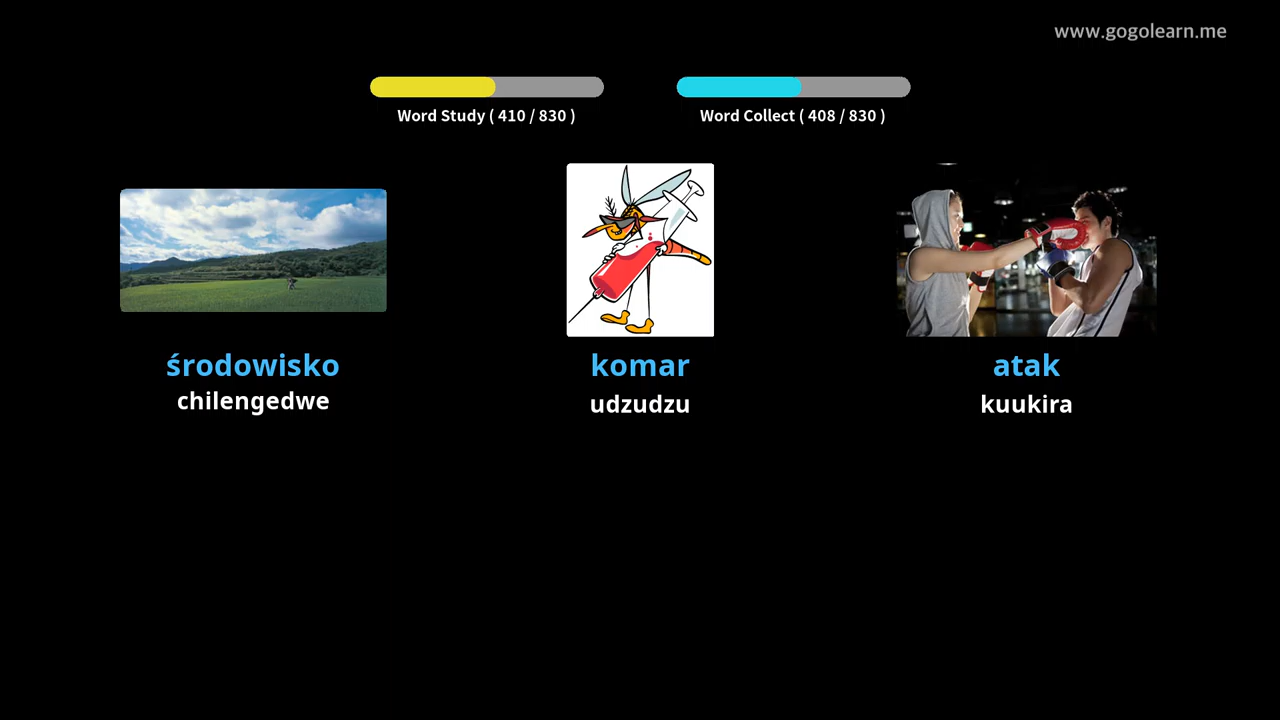 www.gogolearn.me
Word Study ( 410 / 830 )
Word Collect ( 408 / 830 )
środowisko
chilengedwe
komar
udzudzu
atak
kuukira